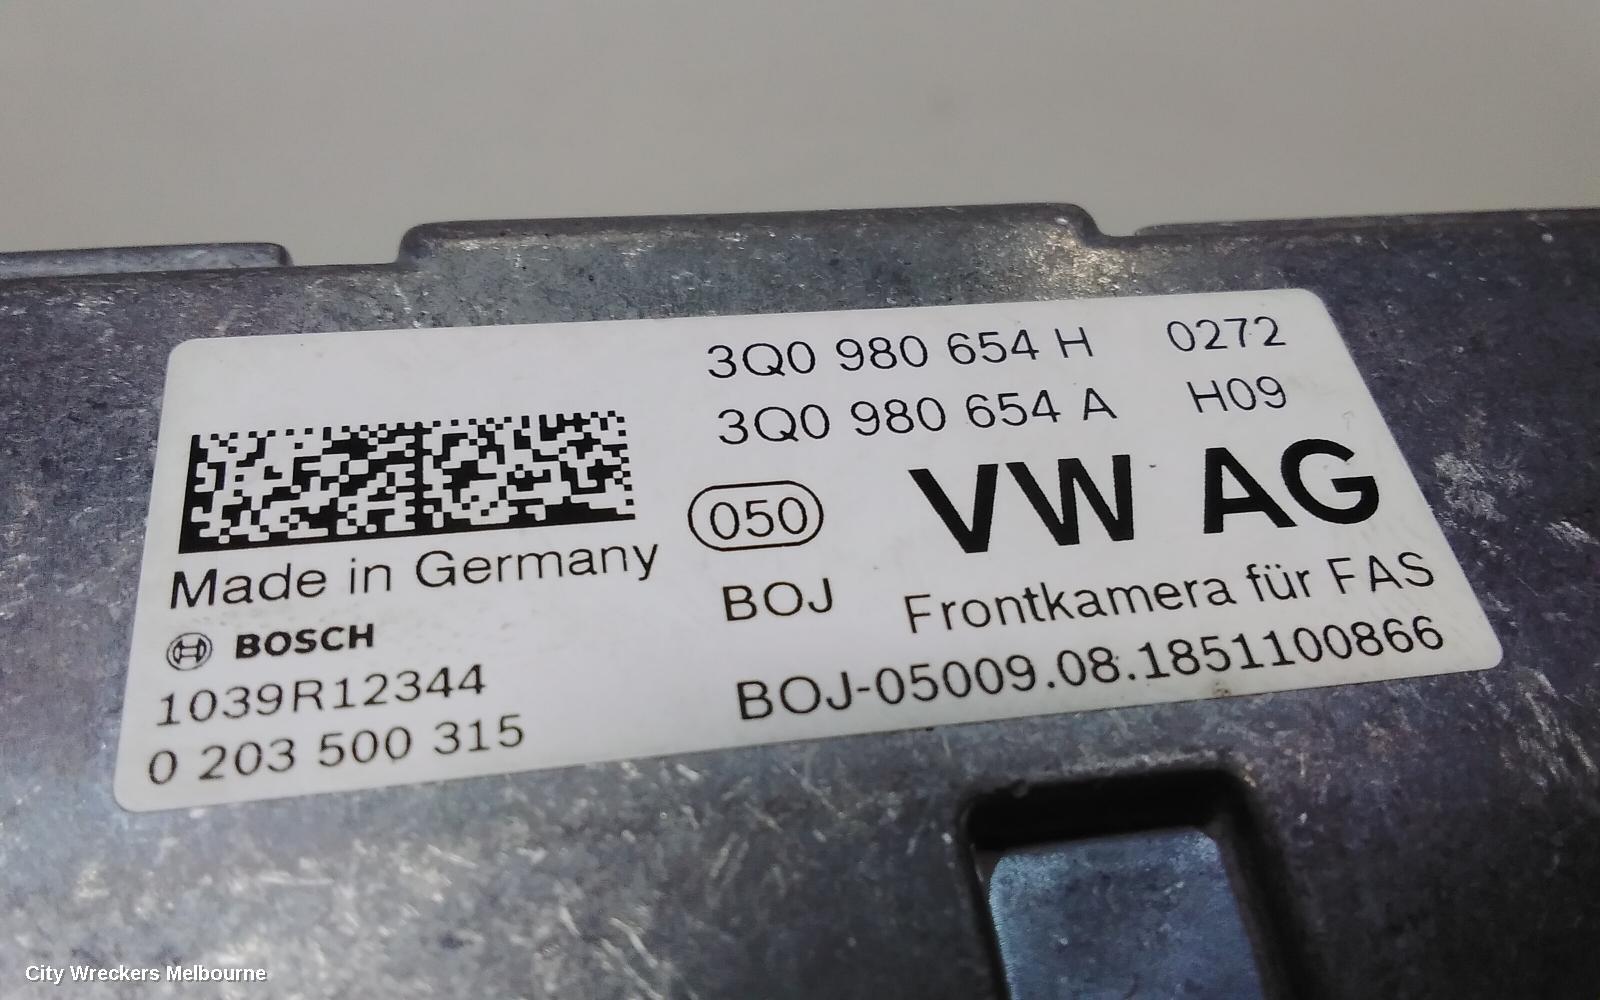 3Q0 980 654 H 0272
3Q0 980 654 A H09
050 VW AG
Made in Germany
BOJ Frontkamera für FAS
BOSCH
BOJ-05009.08.1851100866
1039R12344
0 203 500 315
City Wreckers Melbourne